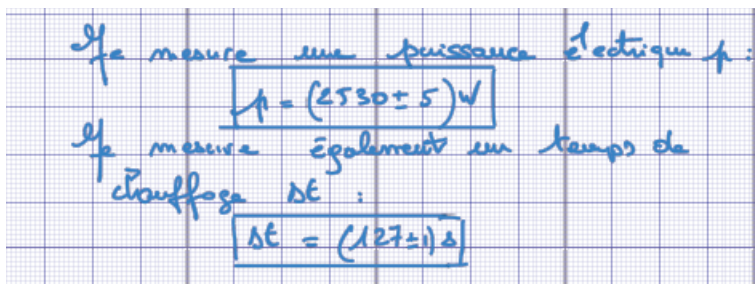 Je mesure une puissance électrique p :
p = (2530 ± 5) W
Je mesure également un temps de
chauffage Δt :
Δt = (127 ± 1) s